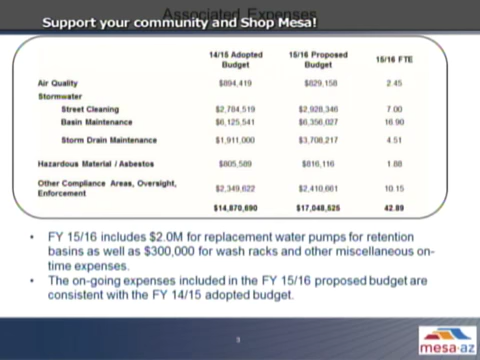 Associated Expenses
Support your community and Shop Mesa!
14/15 Adopted Budget 15/16 Proposed Budget 15/16 FTE
Air Quality $894,419 $829,158 2.45
Stormwater
Street Cleaning $2,784,519 $2,928,346 7.00
Basin Maintenance $6,125,541 $6,356,027 16.90
Storm Drain Maintenance $1,911,000 $3,708,217 4.51
Hazardous Material / Asbestos $805,589 $816,116 1.88
Other Compliance Areas, Oversight,
Enforcement $2,349,622 $2,410,661 10.15
$14,870,690 $17,048,525 42.89
• FY 15/16 includes $2.0M for replacement water pumps for retention
basins as well as $300,000 for wash racks and other miscellaneous on-
time expenses.
• The on-going expenses included in the FY 15/16 proposed budget are
consistent with the FY 14/15 adopted budget.
mesa·az